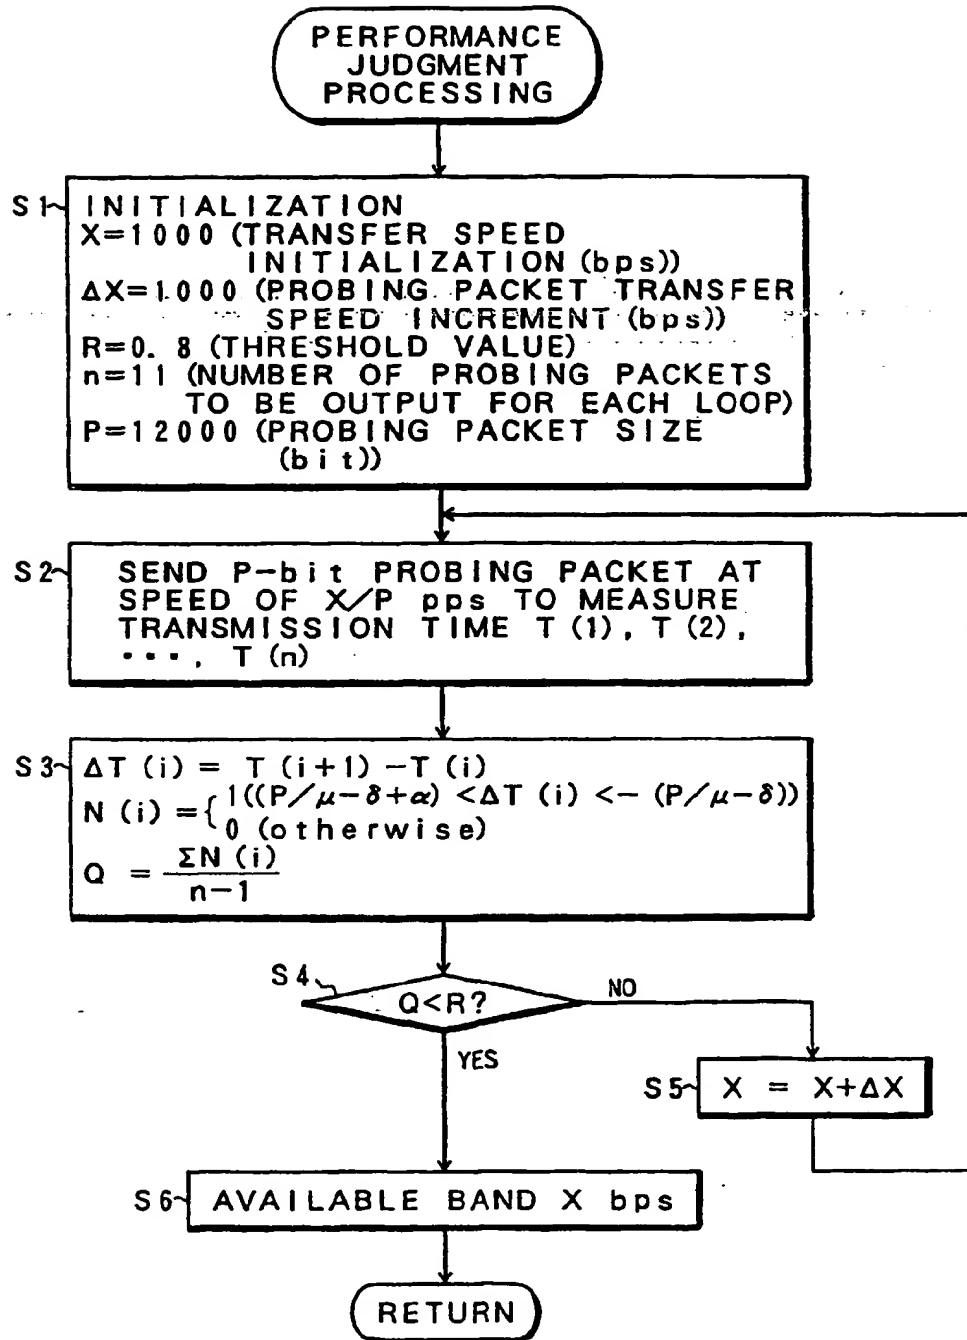 PERFORMANCE
JUDGMENT
PROCESSING
S1
INITIALIZATION
X=1000 (TRANSFER SPEED
INITIALIZATION (bps))
ΔX=1000 (PROBING PACKET TRANSFER
SPEED INCREMENT (bps))
R=0.8 (THRESHOLD VALUE)
n=11 (NUMBER OF PROBING PACKETS
TO BE OUTPUT FOR EACH LOOP)
P=12000 (PROBING PACKET SIZE
(bit))
S2
SEND P-bit PROBING PACKET AT
SPEED OF X/P pps TO MEASURE
TRANSMISSION TIME T(1), T(2),
•••, T(n)
S3
ΔT(i) = T(i+1)-T(i)
N(i)={1((P/μ-δ+α)<ΔT(i)<-(P/μ-δ))
0 (otherwise)
Q = ΣN(i)
n-1
S4
Q<R?
NO
YES
S5
X = X+ΔX
S6
AVAILABLE BAND X bps
RETURN